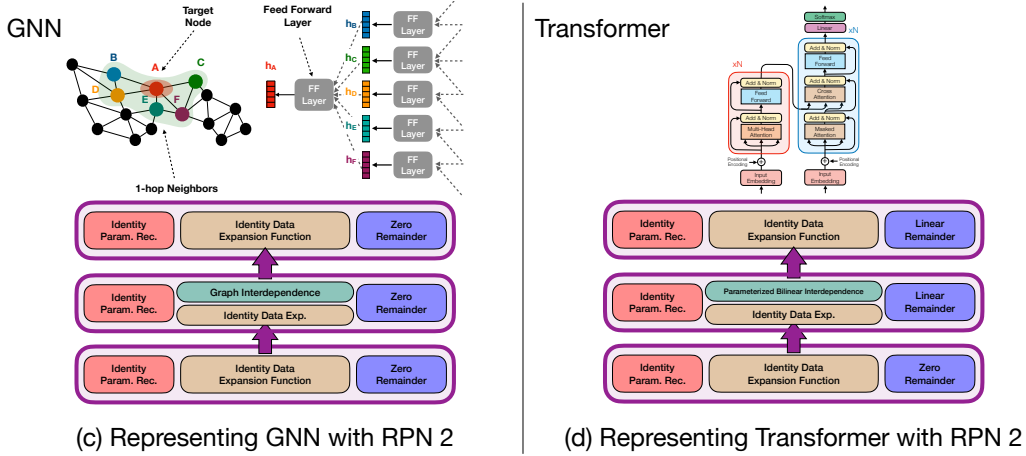 GNN
Target
Node
Feed Forward
Layer
B
A
C
D
E
F
1-hop Neighbors
hA
FF
Layer
hB
FF
Layer
hC
FF
Layer
hD
FF
Layer
hE
FF
Layer
hF
FF
Layer
Identity
Param. Rec.
Identity Data
Expansion Function
Zero
Remainder
Identity
Param. Rec.
Graph Interdependence
Identity Data Exp.
Zero
Remainder
Identity
Param. Rec.
Identity Data
Expansion Function
Zero
Remainder
(c) Representing GNN with RPN 2
Transformer
Softmax
Linear
xN
Add & Norm
Feed
Forward
Add & Norm
Cross
Attention
Add & Norm
Masked
Attention
Positional
Encoding
Input
Embedding
xN
Add & Norm
Feed
Forward
Add & Norm
Multi-Head
Attention
Positional
Encoding
Input
Embedding
Identity
Param. Rec.
Identity Data
Expansion Function
Linear
Remainder
Identity
Param. Rec.
Parameterized Bilinear Interdependence
Identity Data Exp.
Linear
Remainder
Identity
Param. Rec.
Identity Data
Expansion Function
Zero
Remainder
(d) Representing Transformer with RPN 2